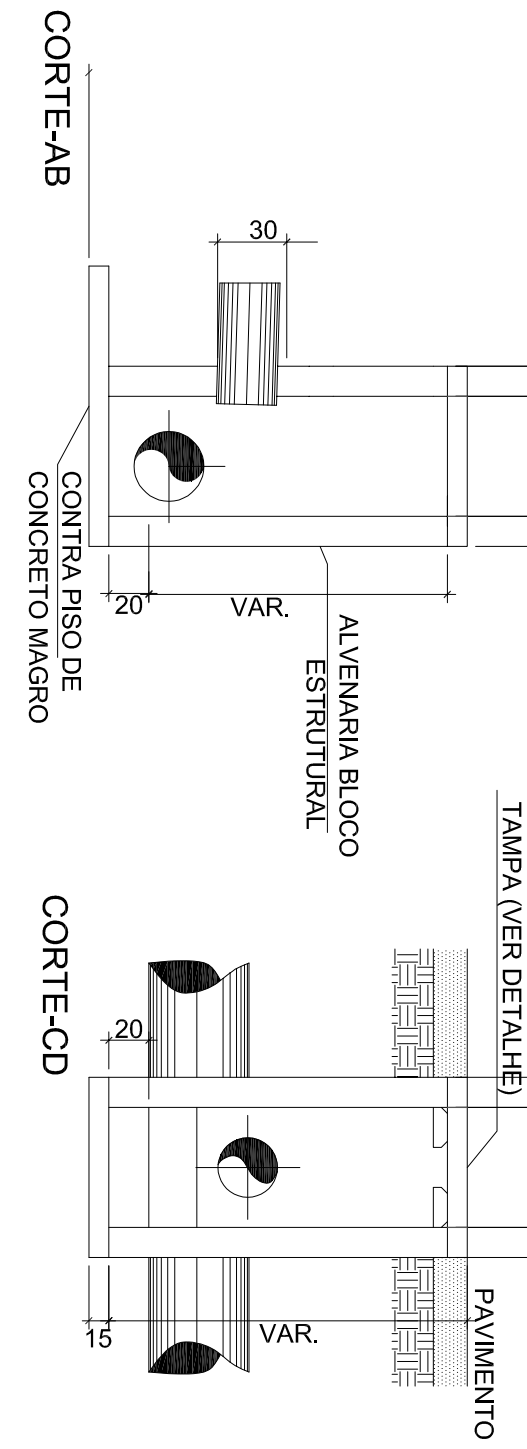 30
20
VAR.
ALVENARIA BLOCO
ESTRUTURAL
CONTRA PISO DE
CONCRETO MAGRO
CORTE-AB
TAMPA (VER DETALHE)
PAVIMENTO
20
15
VAR.
CORTE-CD